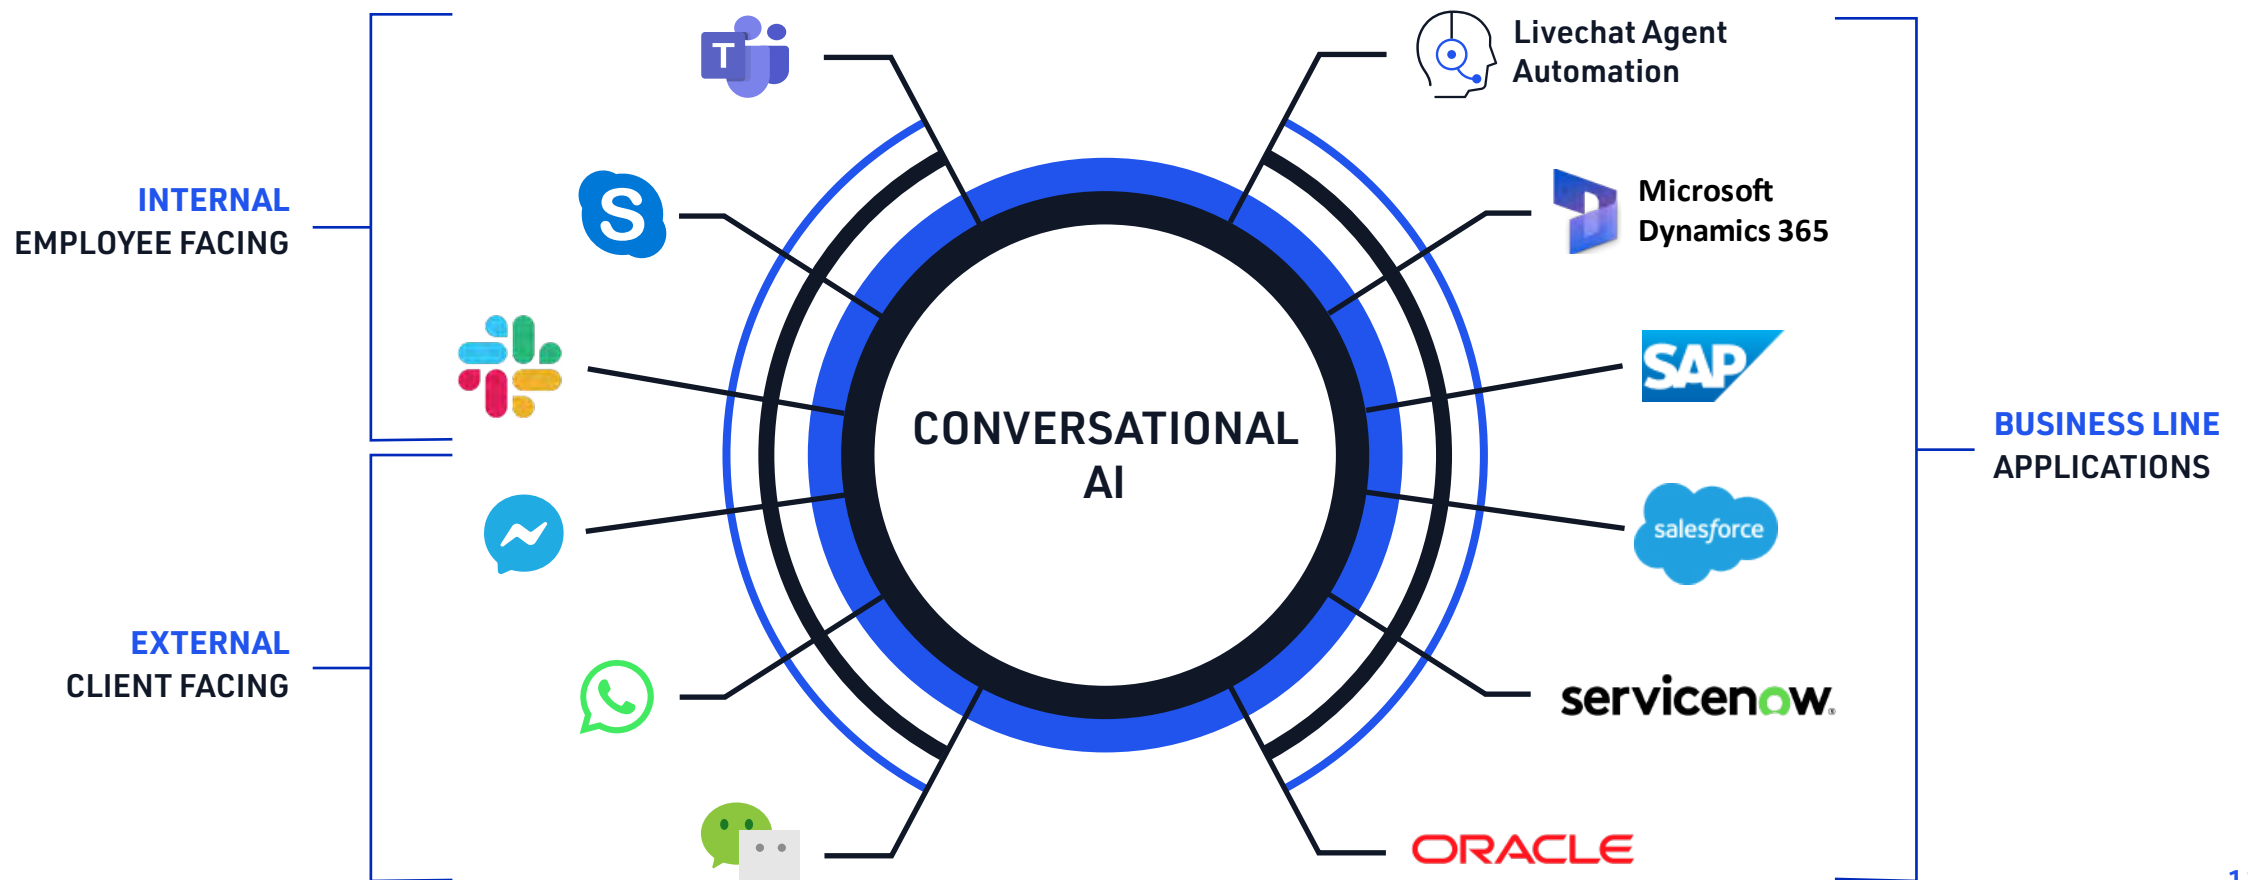 INTERNAL
EMPLOYEE FACING
EXTERNAL
CLIENT FACING
T
S
CONVERSATIONAL
AI
Livechat Agent
Automation
Microsoft
Dynamics 365
SAP
salesforce
servicenow
ORACLE
BUSINESS LINE
APPLICATIONS